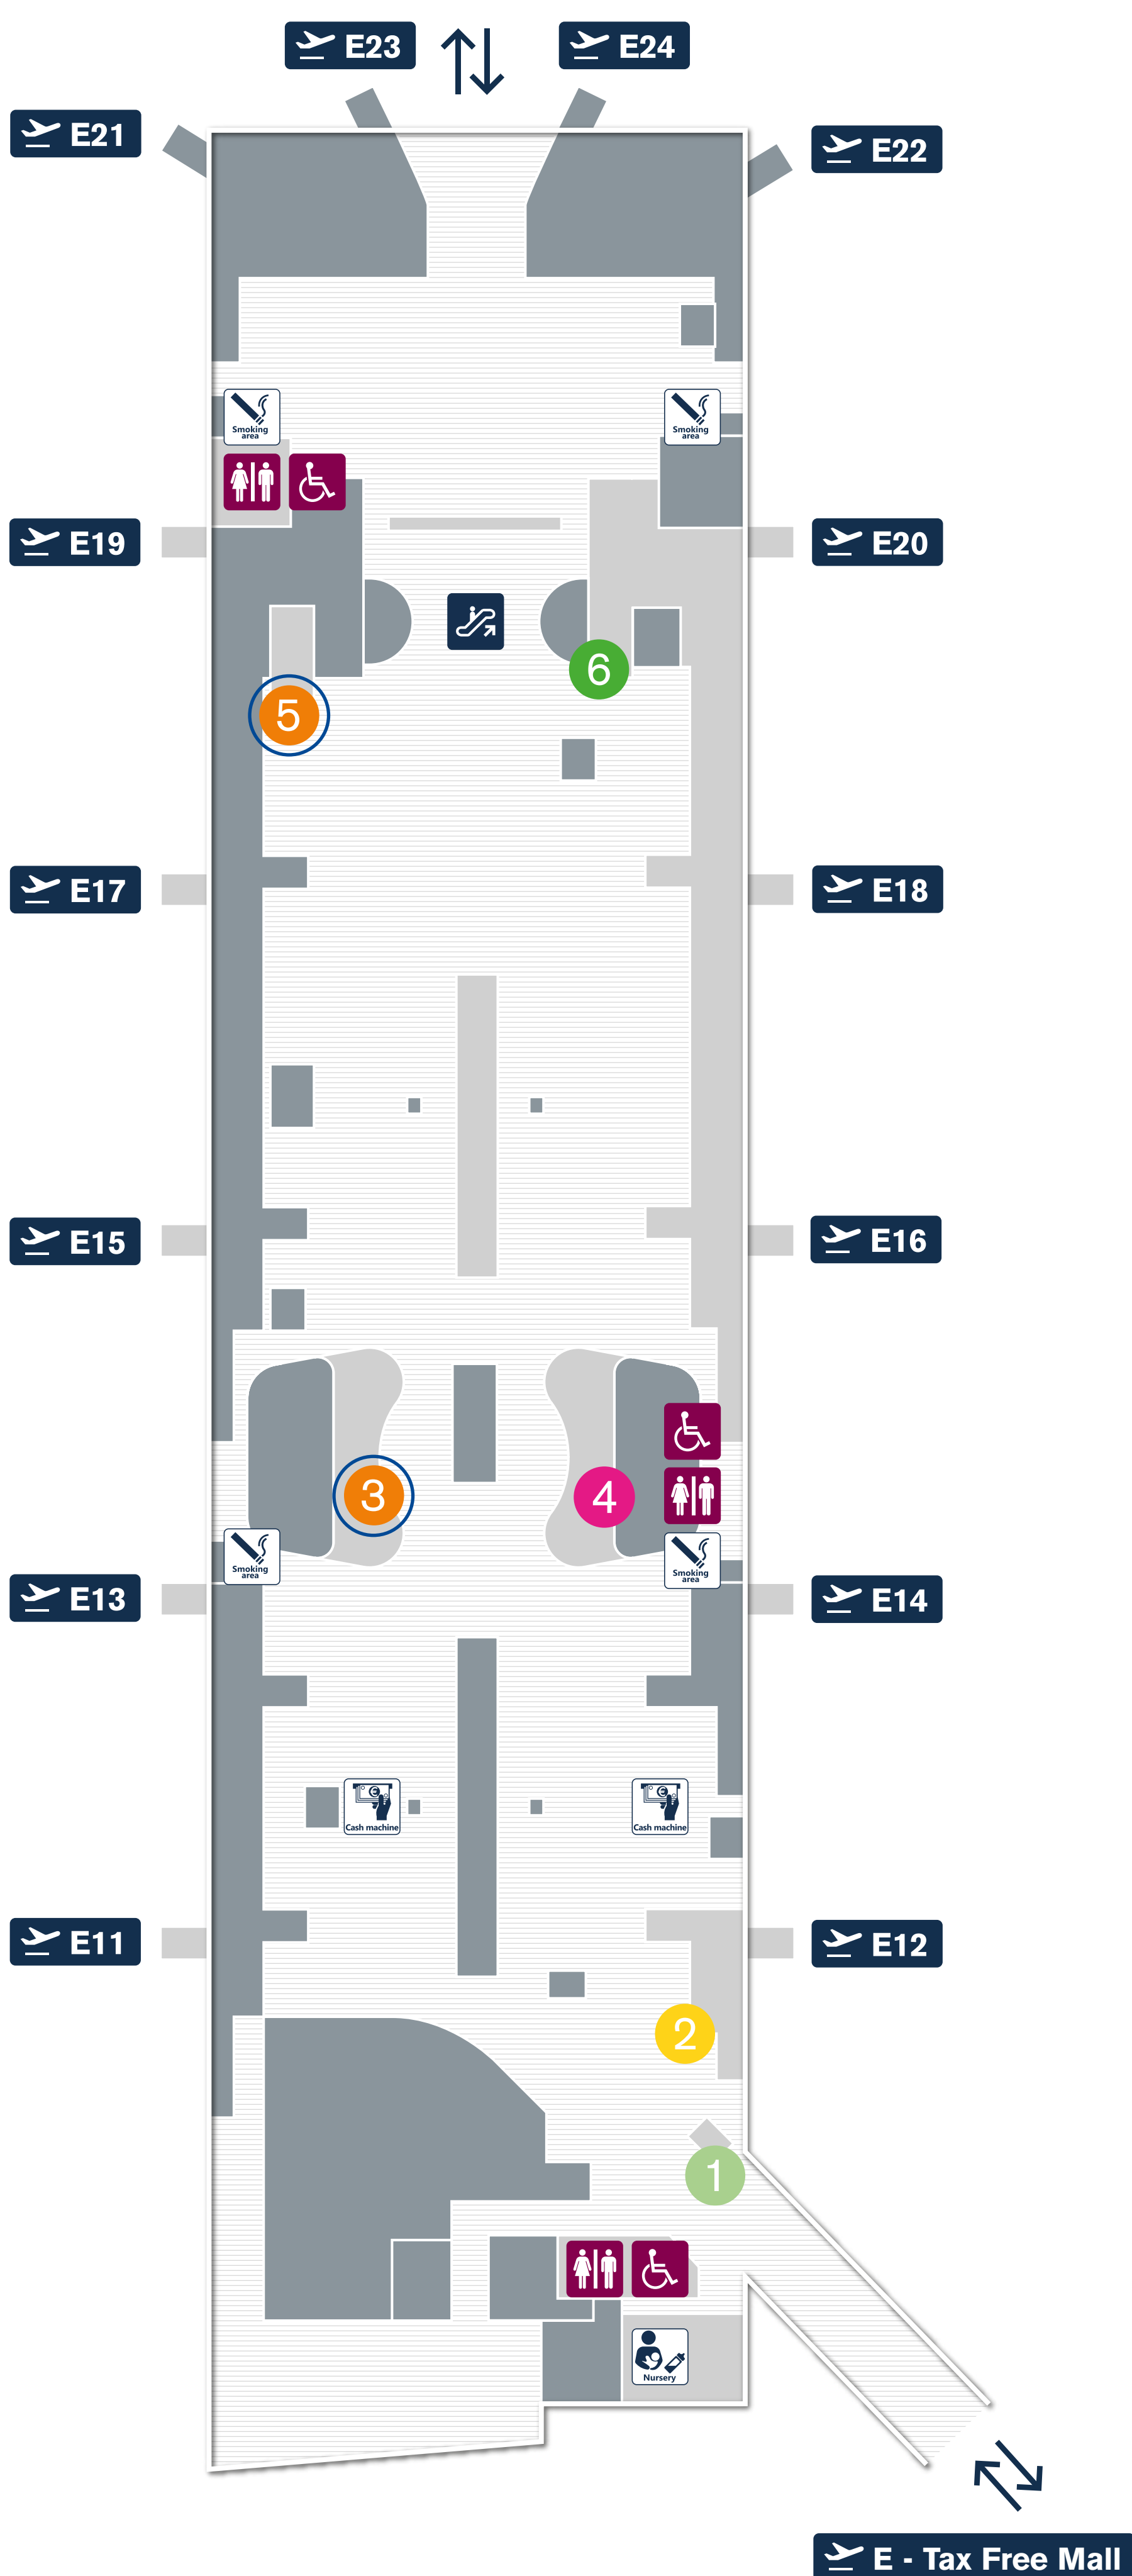 E23
E24
E21
E22
Smoking
area
Smoking
area
E19
E20
6
5
E17
E18
E15
E16
3
4
Smoking
area
Smoking
area
E13
E14
Cash machine
Cash machine
E11
E12
2
1
Nursery
E - Tax Free Mall